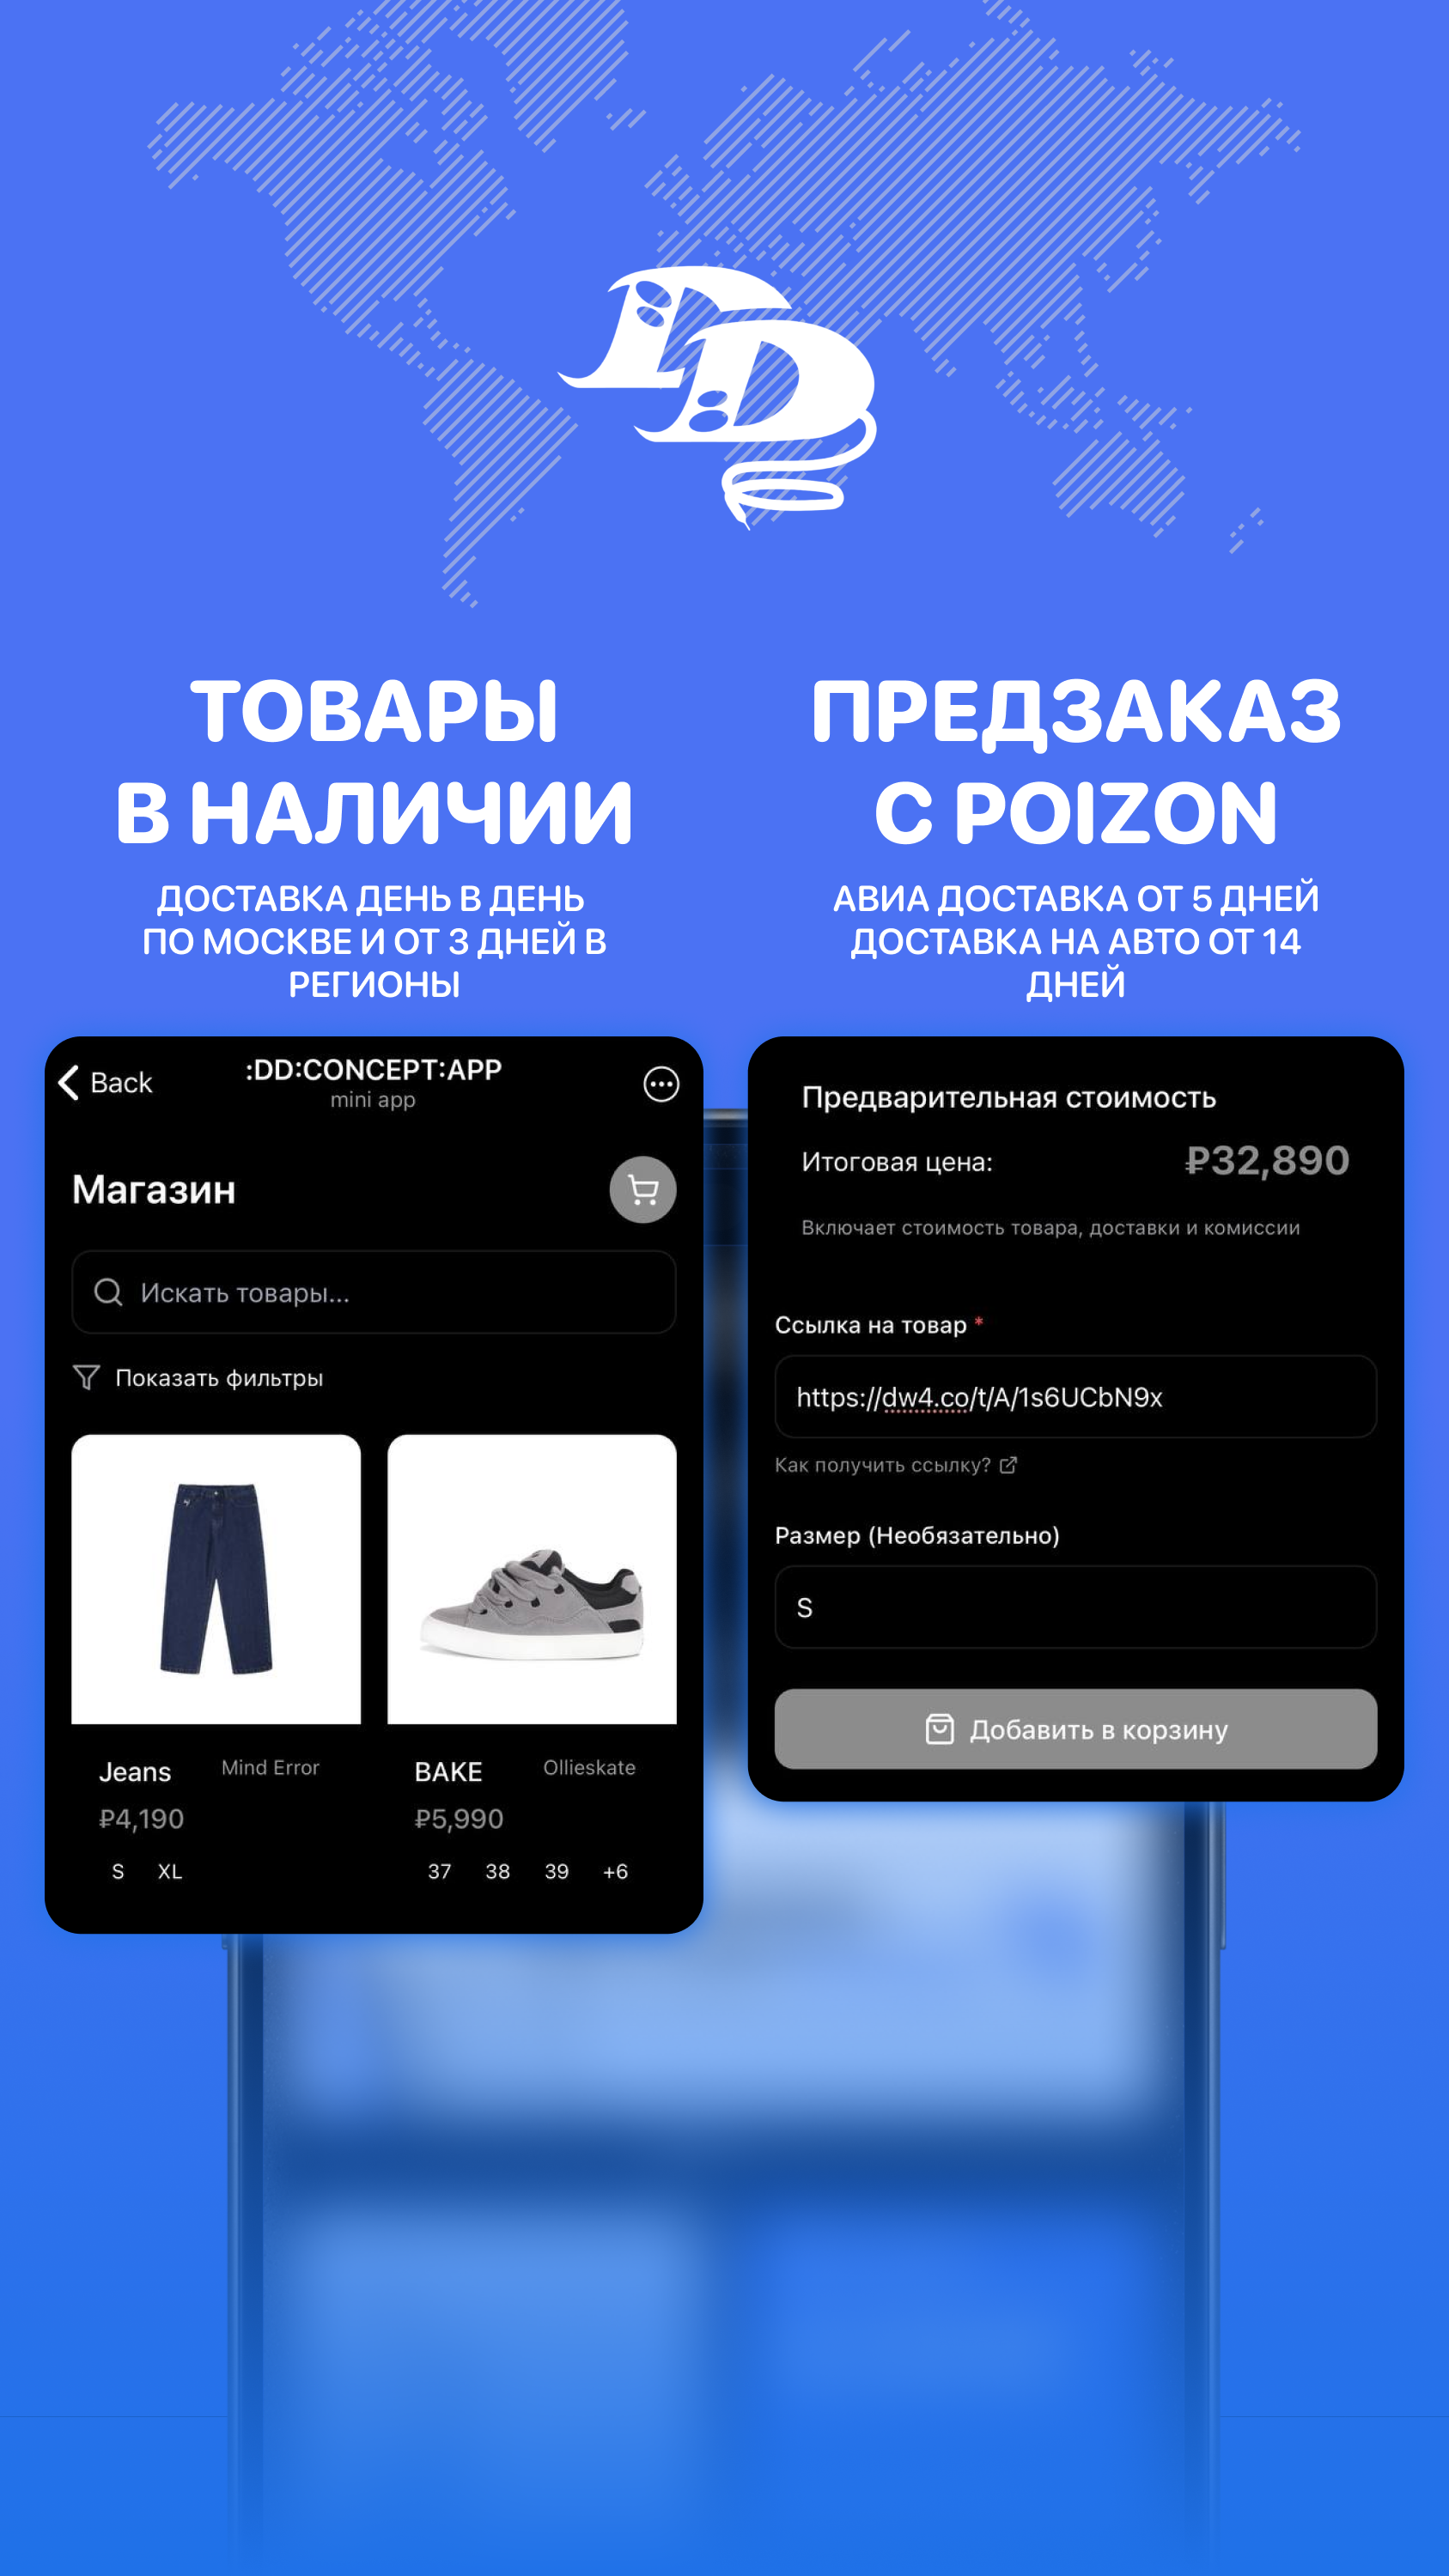 DD
ТОВАРЫ
В НАЛИЧИИ
ДОСТАВКА ДЕНЬ В ДЕНЬ
ПО МОСКВЕ И ОТ 3 ДНЕЙ В
РЕГИОНЫ
ПРЕДЗАКАЗ
С POIZON
АВИА ДОСТАВКА ОТ 5 ДНЕЙ
ДОСТАВКА НА АВТО ОТ 14
ДНЕЙ
Back
:DD:CONCEPT:APP
mini app
Магазин
Искать товары...
Показать фильтры
Jeans
Mind Error
₽4,190
S XL
BAKE
Ollieskate
₽5,990
37 38 39 +6
Предварительная стоимость
Итоговая цена:
₽32,890
Включает стоимость товара, доставки и комиссии
Ссылка на товар *
https://dw4.co/t/A/1s6UCbN9x
Как получить ссылку?
Размер (Необязательно)
S
Добавить в корзину